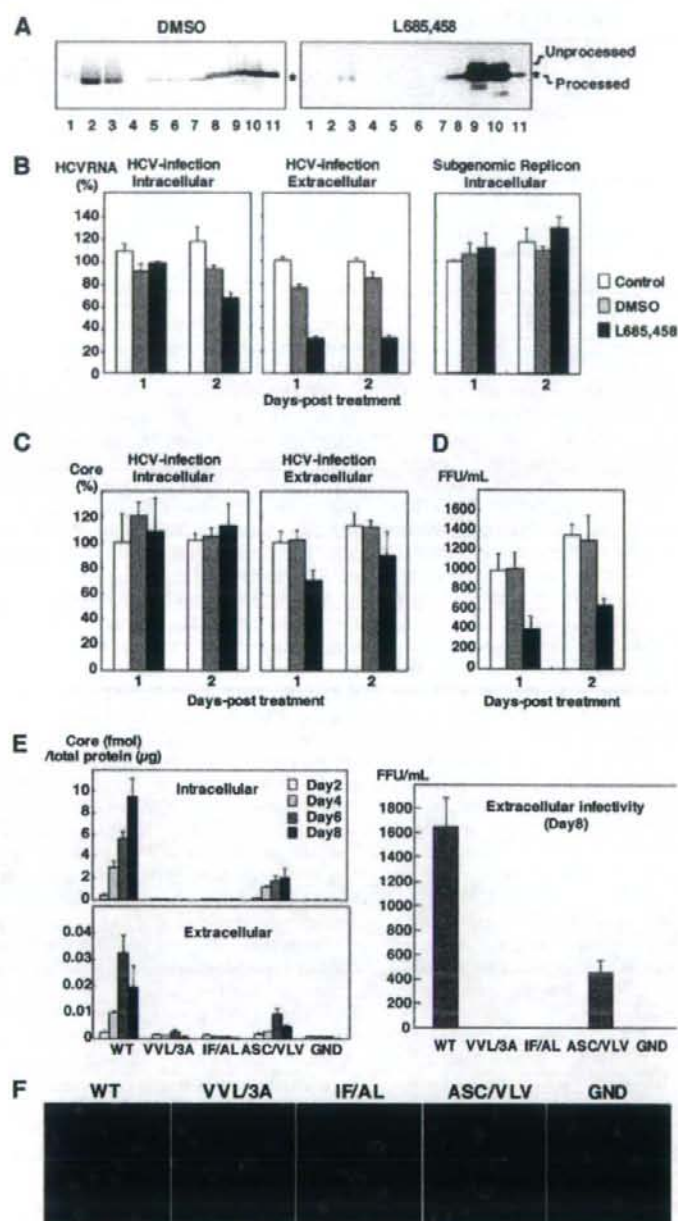 A
DMSO
L685,458
Unprocessed
*
*
Processed
1 2 3 4 5 6 7 8 9 10 11
1 2 3 4 5 6 7 8 9 10 11
B
HCVRNA (%)
HCV-infection
Intracellular
HCV-infection
Extracellular
Subgenomic Replicon
Intracellular
140
120
100
80
60
40
20
0
1 2
1 2
1 2
Days-post treatment
Control
DMSO
L685,458
C
Core (%)
HCV-infection
Intracellular
HCV-infection
Extracellular
120
100
80
60
40
20
0
1 2
1 2
Days-post treatment
D
FFU/mL
1600
1400
1200
1000
800
600
400
200
0
1 2
Days-post treatment
E
Core (fmol)
/total protein (µg)
Intracellular
Day2
Day4
Day6
Day8
10
8
6
4
2
0
Extracellular
0.04
0.03
0.02
0.01
0
WT VVL/3A IF/AL ASC/VLV GND
FFU/mL
Extracellular infectivity
(Day8)
1800
1600
1400
1200
1000
800
600
400
200
0
WT VVL/3A IF/AL ASC/VLV GND
F
WT VVL/3A IF/AL ASC/VLV GND